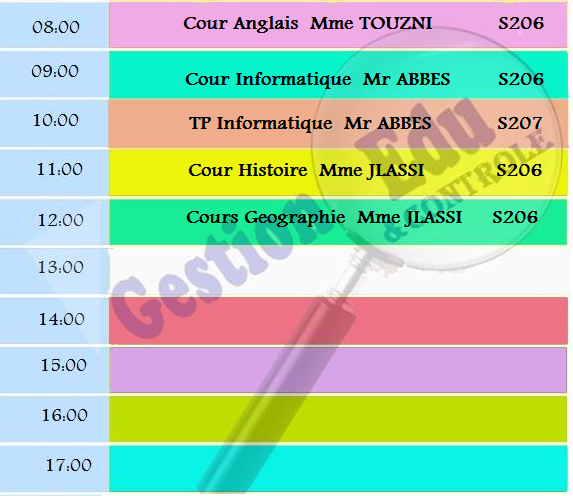 08:00 Cour Anglais Mme TOUZNI S206
09:00 Cour Informatique Mr ABBES S206
10:00 TP Informatique Mr ABBES S207
11:00 Cour Histoire Mme JLASSI S206
12:00 Cours Geographie Mme JLASSI S206
13:00
14:00
15:00
16:00
17:00
Gestion Edu
& CONTROLE